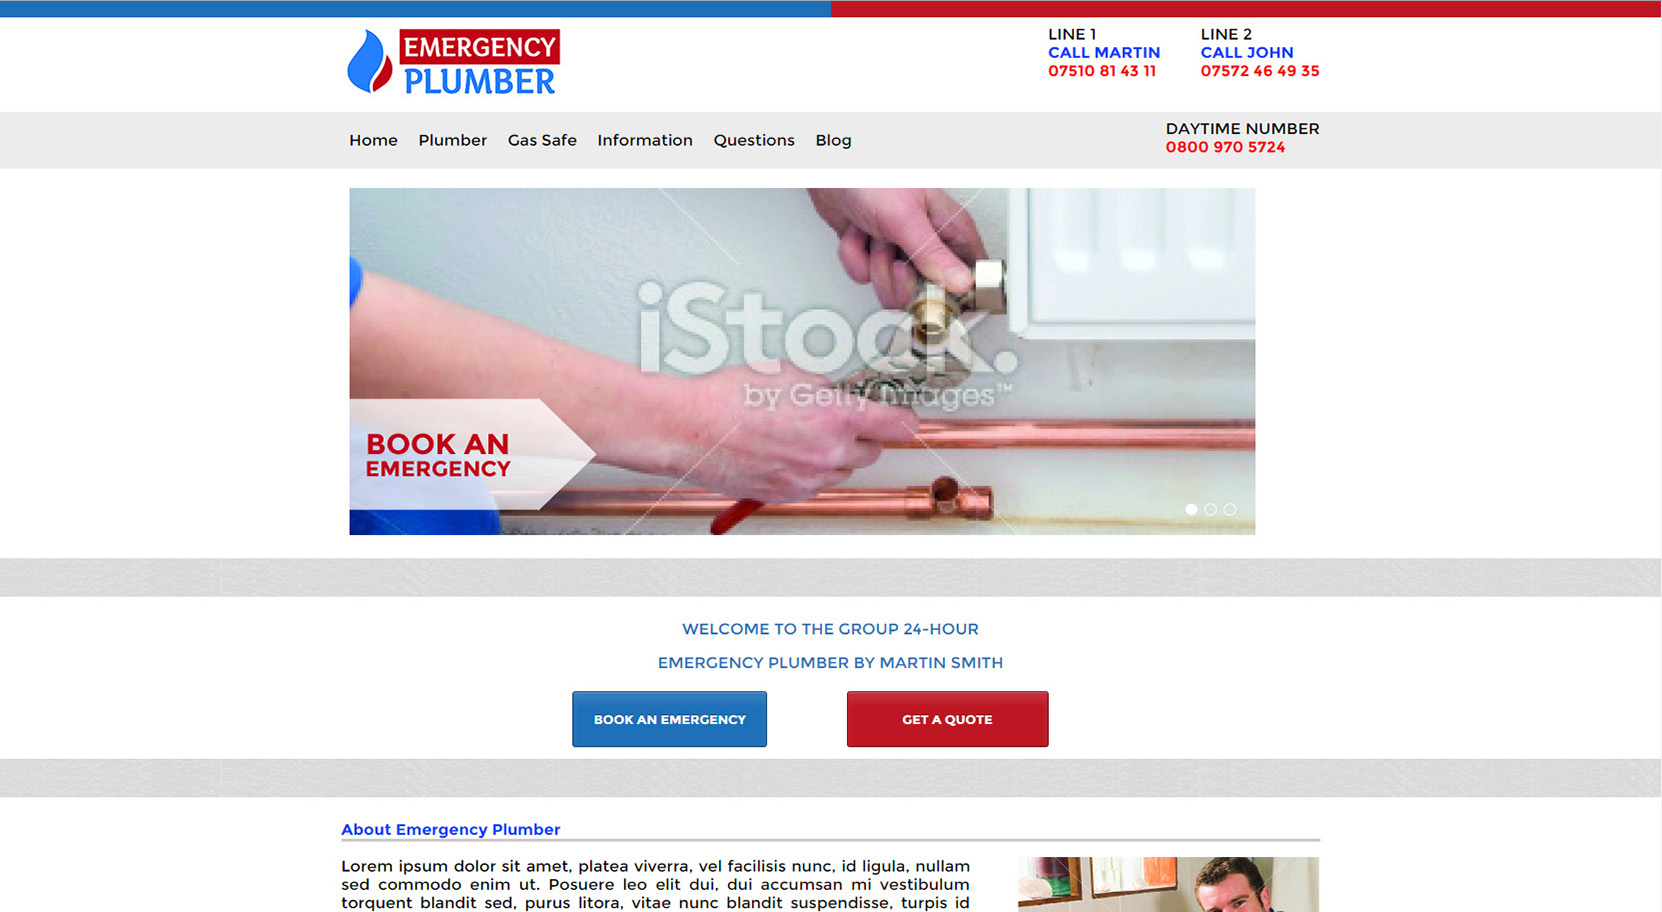 EMERGENCY
PLUMBER
LINE 1
CALL MARTIN
07510 81 43 11
LINE 2
CALL JOHN
07572 46 49 35
Home Plumber Gas Safe Information Questions Blog
DAYTIME NUMBER
0800 970 5724
iStock.
by Getty Images™
BOOK AN
EMERGENCY
WELCOME TO THE GROUP 24-HOUR
EMERGENCY PLUMBER BY MARTIN SMITH
BOOK AN EMERGENCY
GET A QUOTE
About Emergency Plumber
Lorem ipsum dolor sit amet, platea viverra, vel facilisis nunc, id ligula, nullam
sed commodo enim ut. Posuere leo elit dui, dui accumsan mi vestibulum
torquent blandit sed, purus litora, vitae nunc blandit suspendisse, turpis id